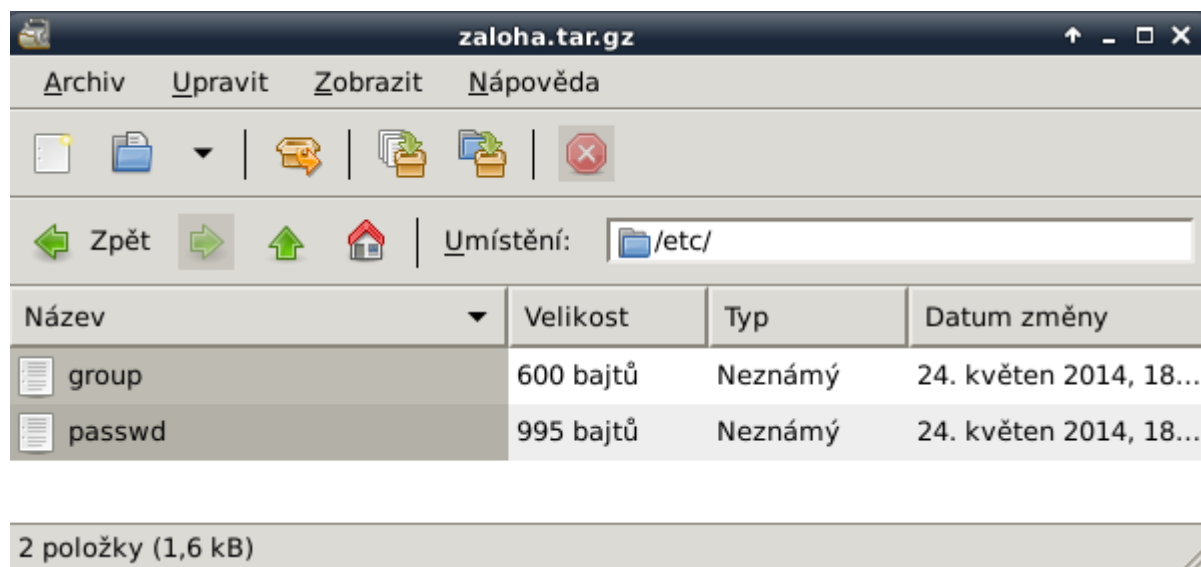 zaloha.tar.gz
Archiv Upravit Zobrazit Nápověda
Zpět Umístění: /etc/
Název Velikost Typ Datum změny
group 600 bajtů Neznámý 24. květen 2014, 18...
passwd 995 bajtů Neznámý 24. květen 2014, 18...
2 položky (1,6 kB)